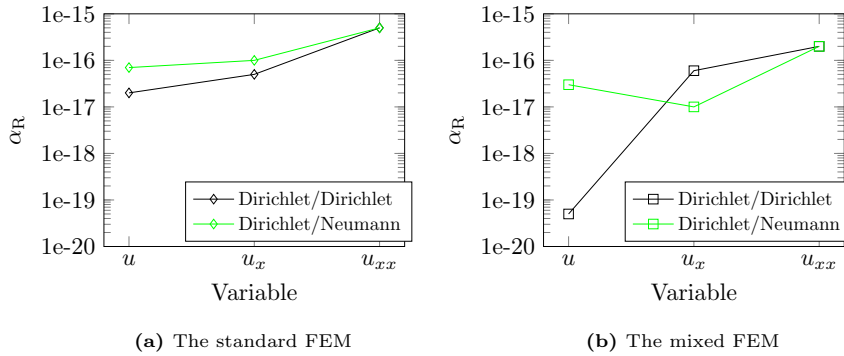 1e-15
1e-16
1e-17
1e-18
1e-19
1e-20
α_R
u u_x u_xx
Variable
Dirichlet/Dirichlet
Dirichlet/Neumann
(a) The standard FEM
1e-15
1e-16
1e-17
1e-18
1e-19
1e-20
α_R
u u_x u_xx
Variable
Dirichlet/Dirichlet
Dirichlet/Neumann
(b) The mixed FEM